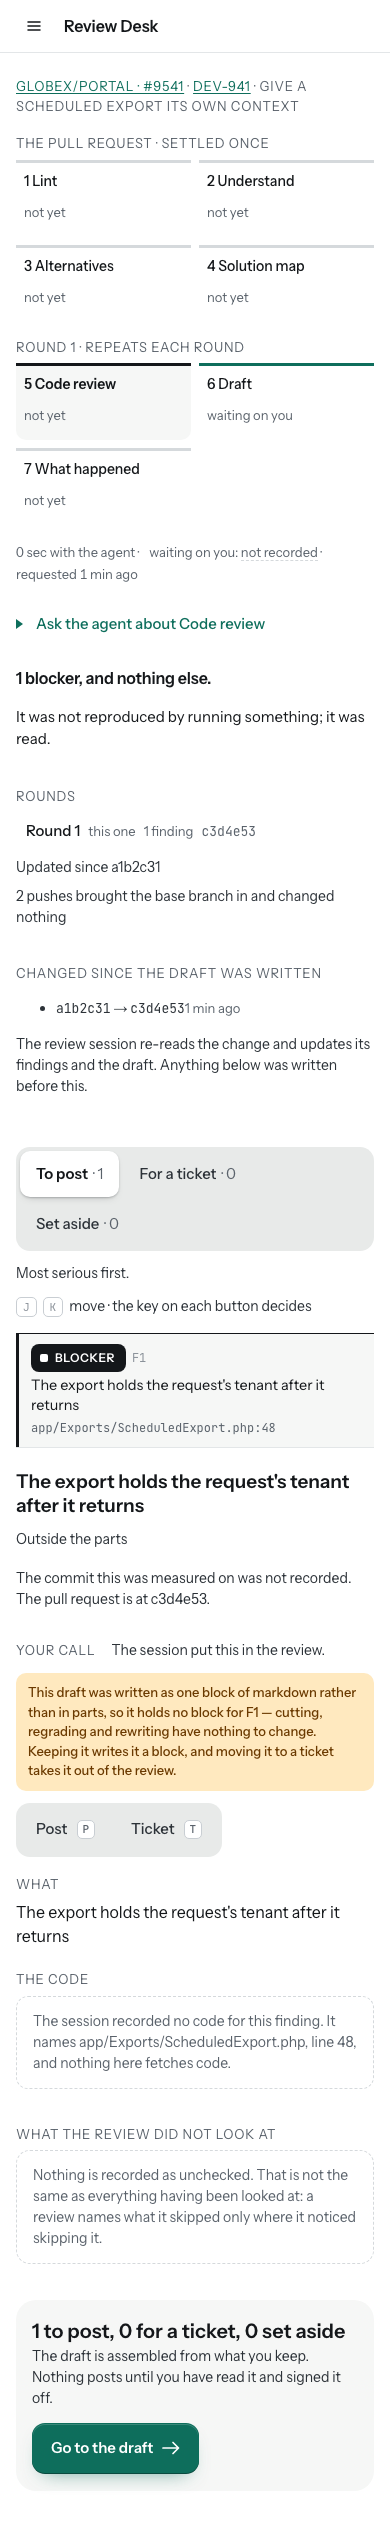 Review Desk
GLOBEX/PORTAL · #9541 · DEV-941 · GIVE A
SCHEDULED EXPORT ITS OWN CONTEXT
THE PULL REQUEST · SETTLED ONCE
1 Lint
not yet
2 Understand
not yet
3 Alternatives
not yet
4 Solution map
not yet
ROUND 1 · REPEATS EACH ROUND
5 Code review
not yet
6 Draft
waiting on you
7 What happened
not yet
0 sec with the agent · waiting on you: not recorded ·
requested 1 min ago
Ask the agent about Code review
1 blocker, and nothing else.
It was not reproduced by running something; it was
read.
ROUNDS
Round 1 this one 1 finding c3d4e53
Updated since a1b2c31
2 pushes brought the base branch in and changed
nothing
CHANGED SINCE THE DRAFT WAS WRITTEN
• a1b2c31 → c3d4e531 min ago
The review session re-reads the change and updates its
findings and the draft. Anything below was written
before this.
To post · 1
For a ticket · 0
Set aside · 0
Most serious first.
J K move · the key on each button decides
BLOCKER F1
The export holds the request's tenant after it
returns
app/Exports/ScheduledExport.php:48
The export holds the request's tenant
after it returns
Outside the parts
The commit this was measured on was not recorded.
The pull request is at c3d4e53.
YOUR CALL The session put this in the review.
This draft was written as one block of markdown rather
than in parts, so it holds no block for F1 — cutting,
regrading and rewriting have nothing to change.
Keeping it writes it a block, and moving it to a ticket
takes it out of the review.
Post P Ticket T
WHAT
The export holds the request's tenant after it
returns
THE CODE
The session recorded no code for this finding. It
names app/Exports/ScheduledExport.php, line 48,
and nothing here fetches code.
WHAT THE REVIEW DID NOT LOOK AT
Nothing is recorded as unchecked. That is not the
same as everything having been looked at: a
review names what it skipped only where it noticed
skipping it.
1 to post, 0 for a ticket, 0 set aside
The draft is assembled from what you keep.
Nothing posts until you have read it and signed it
off.
Go to the draft →